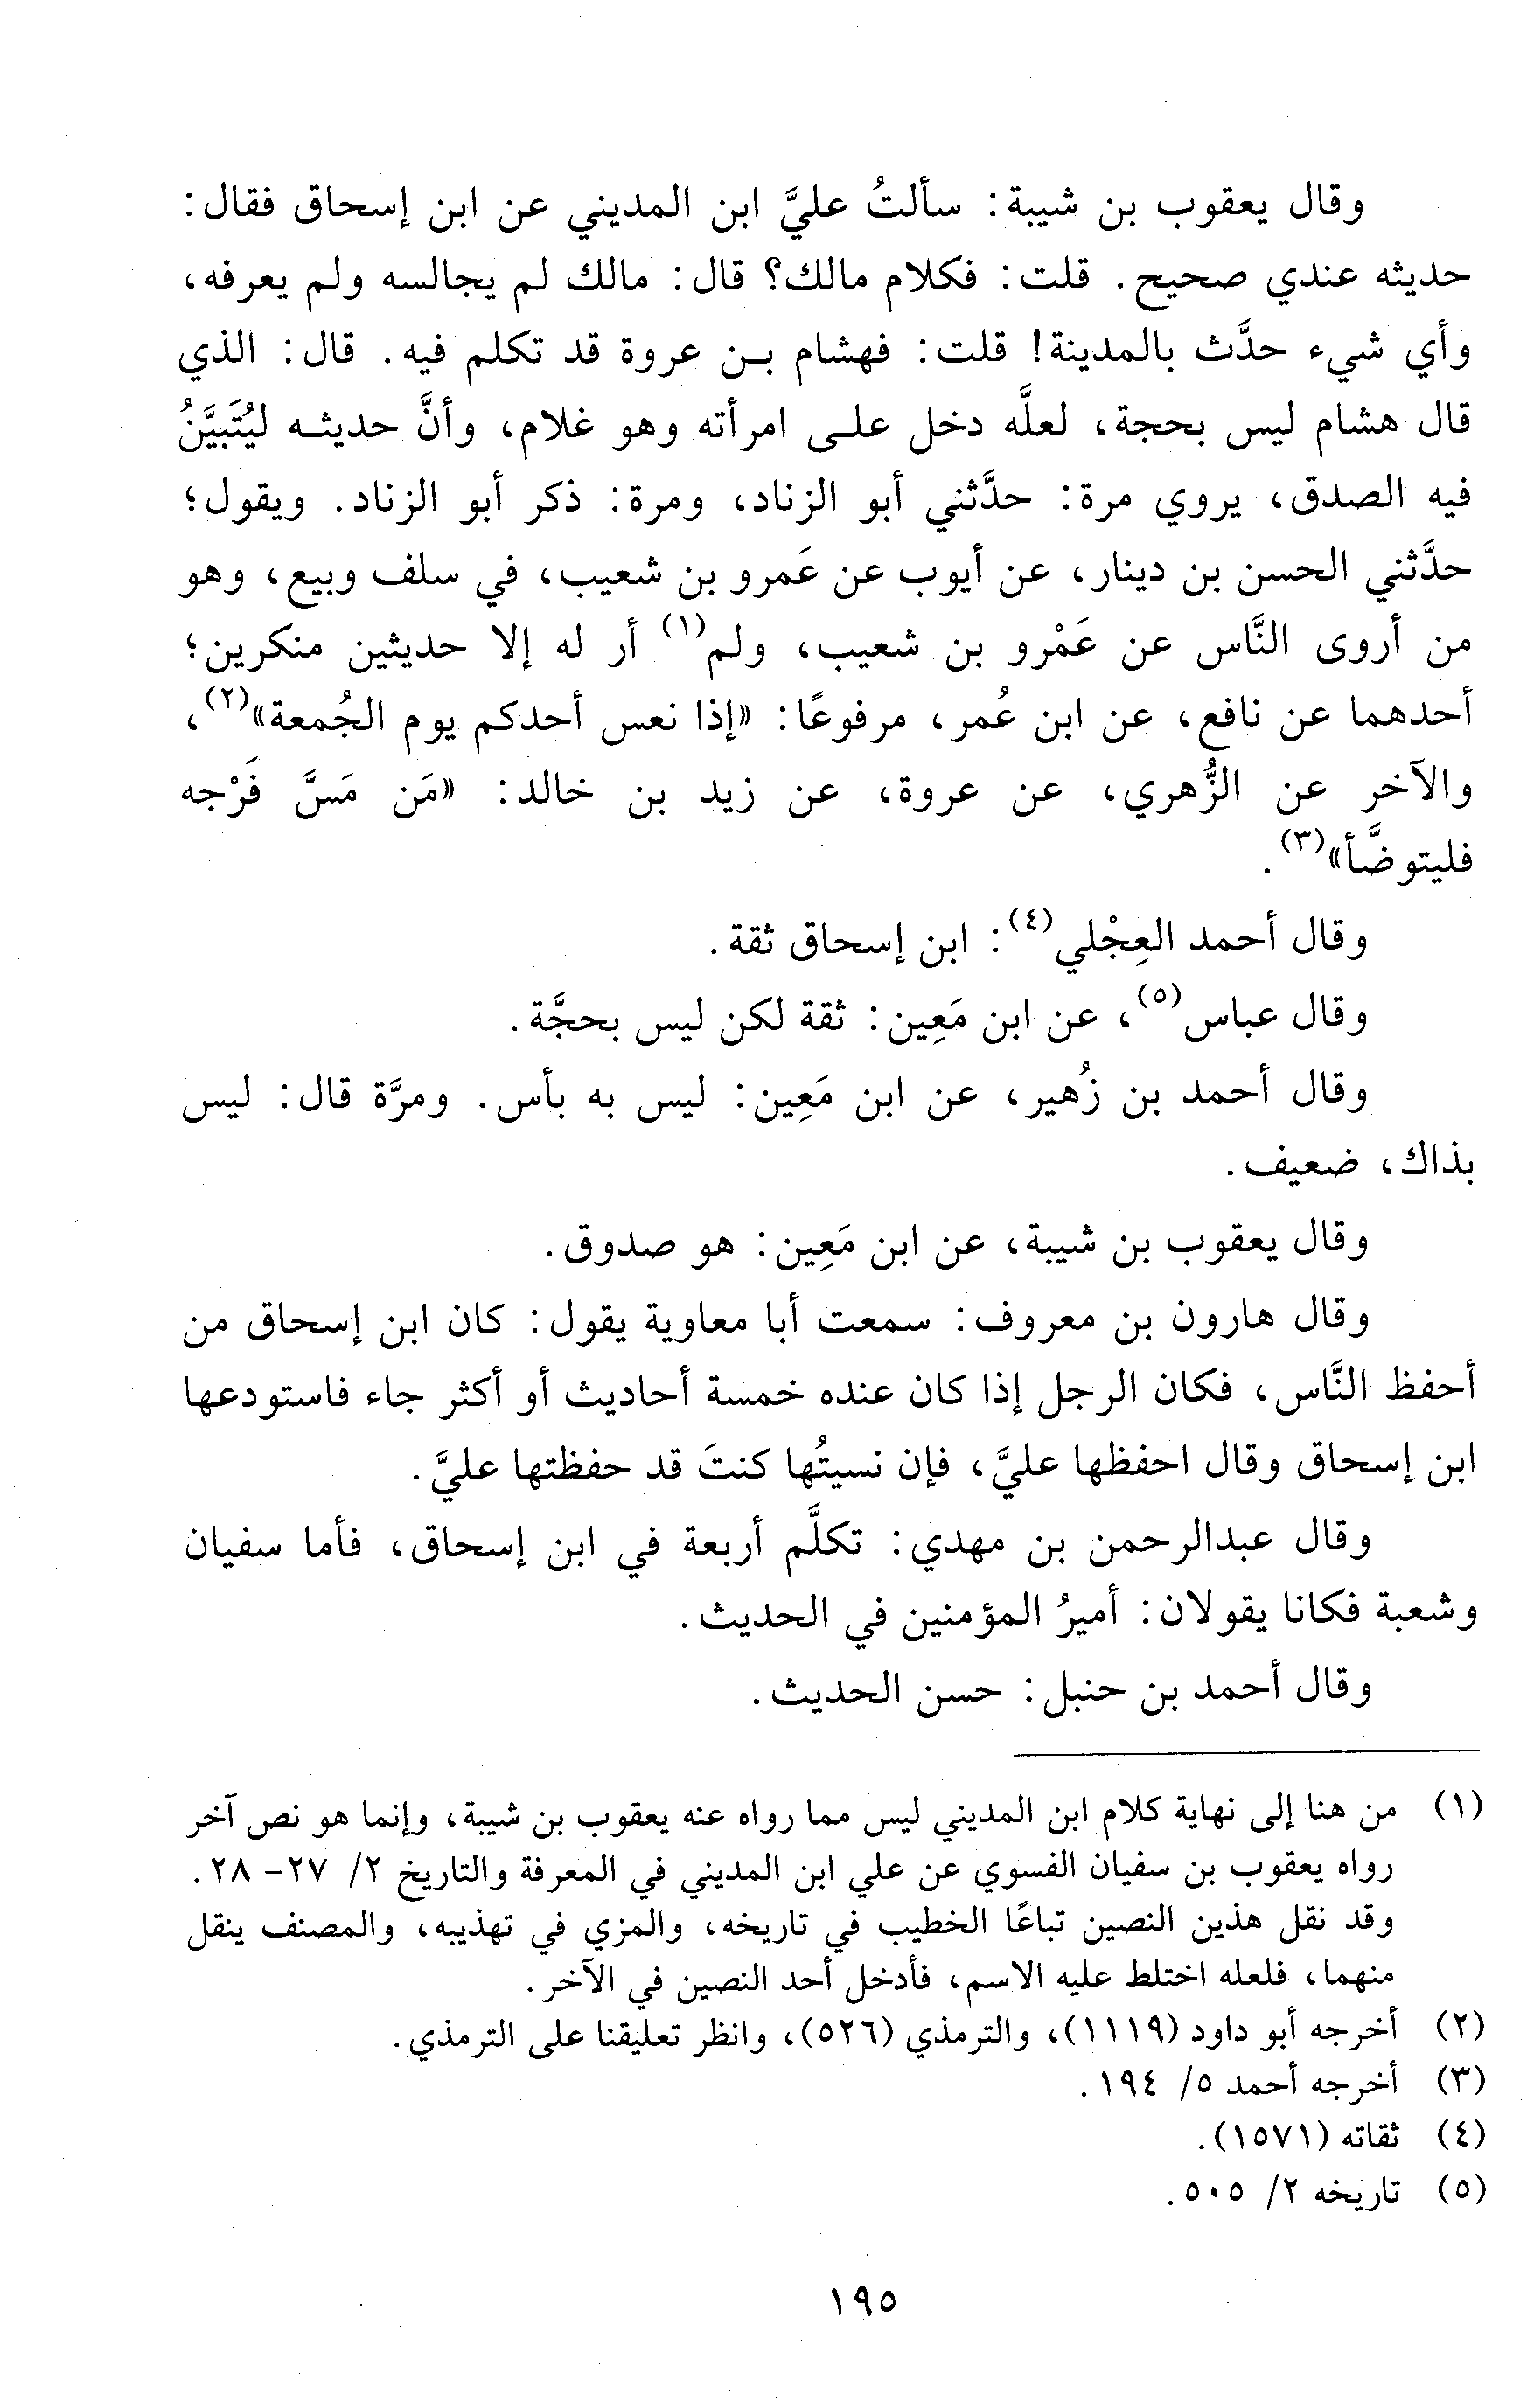 وقال يعقوب بن شيبة: سألتُ عليَّ ابن المديني عن ابن إسحاق فقال:
حديثه عندي صحيح. قلت: فكلام مالك؟ قال: مالك لم يجالسه ولم يعرفه،
وأي شيء حدَّث بالمدينة! قلت: فهشام بن عروة قد تكلم فيه. قال: الذي
قال هشام ليس بحجة، لعلَّه دخل على امرأته وهو غلام، وأنَّ حديثه ليُتَبيَّنُ
فيه الصدق، يروي مرة: حدَّثني أبو الزناد، ومرة: ذكر أبو الزناد. ويقول؛
حدَّثني الحسن بن دينار، عن أيوب عن عَمرو بن شعيب، في سلف وبيع، وهو
من أروى النَّاس عن عَمْرو بن شعيب، ولم(١) أر له إلا حديثين منكرين؛
أحدهما عن نافع، عن ابن عُمر، مرفوعًا: «إذا نعس أحدكم يوم الجُمعة»(٢)،
والآخر عن الزُّهري، عن عروة، عن زيد بن خالد: «مَن مَسَّ فَرْجه
فليتوضَّأ»(٣).
وقال أحمد العِجْلي(٤): ابن إسحاق ثقة.
وقال عباس(٥)، عن ابن مَعِين: ثقة لكن ليس بحجَّة.
وقال أحمد بن زُهير، عن ابن مَعِين: ليس به بأس. ومرَّة قال: ليس
بذاك، ضعيف.
وقال يعقوب بن شيبة، عن ابن مَعِين: هو صدوق.
وقال هارون بن معروف: سمعت أبا معاوية يقول: كان ابن إسحاق من
أحفظ النَّاس، فكان الرجل إذا كان عنده خمسة أحاديث أو أكثر جاء فاستودعها
ابن إسحاق وقال احفظها عليَّ، فإن نسيتُها كنتَ قد حفظتها عليَّ.
وقال عبدالرحمن بن مهدي: تكلَّم أربعة في ابن إسحاق، فأما سفيان
وشعبة فكانا يقولان: أميرُ المؤمنين في الحديث.
وقال أحمد بن حنبل: حسن الحديث.
(١) من هنا إلى نهاية كلام ابن المديني ليس مما رواه عنه يعقوب بن شيبة، وإنما هو نص آخر
رواه يعقوب بن سفيان الفسوي عن علي ابن المديني في المعرفة والتاريخ ٢/ ٢٧- ٢٨.
وقد نقل هذين النصين تباعًا الخطيب في تاريخه، والمزي في تهذيبه، والمصنف ينقل
منهما، فلعله اختلط عليه الاسم، فأدخل أحد النصين في الآخر.
(٢) أخرجه أبو داود (١١١٩)، والترمذي (٥٢٦)، وانظر تعليقنا على الترمذي.
(٣) أخرجه أحمد ٥/ ١٩٤.
(٤) ثقاته (١٥٧١).
(٥) تاريخه ٢/ ٥٠٥.
١٩٥